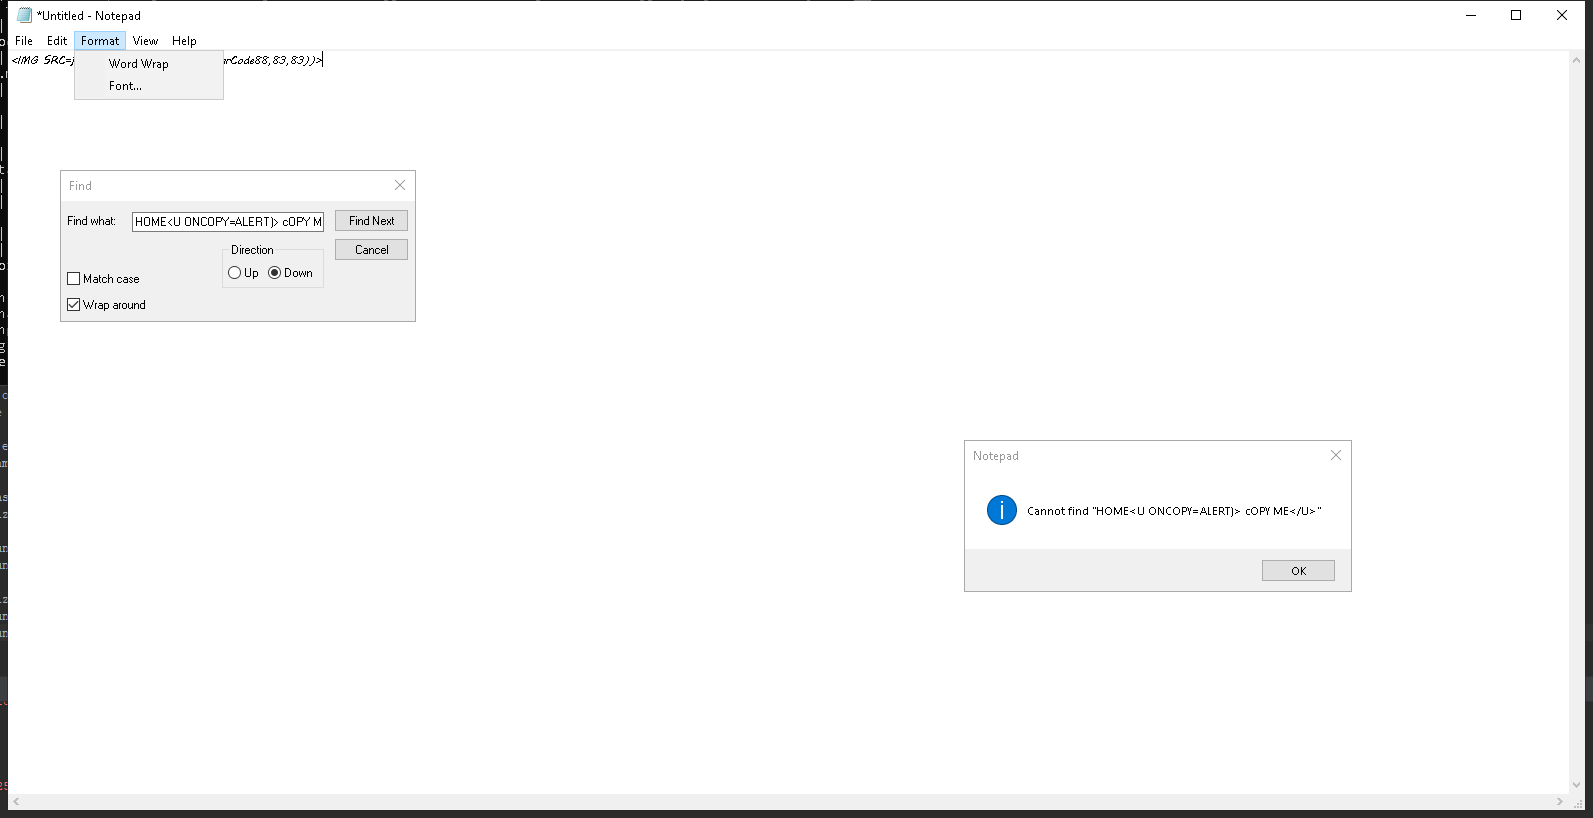 *Untitled - Notepad
File Edit Format View Help
<IMG SRC=j
arCode88,83,83))>
Word Wrap
Font...
Find
Find what: HOME<U ONCOPY=ALERT)> cOPY M Find Next
Direction Cancel
Up Down
Match case
Wrap around
Notepad
Cannot find "HOME<U ONCOPY=ALERT)> cOPY ME</U>"
OK